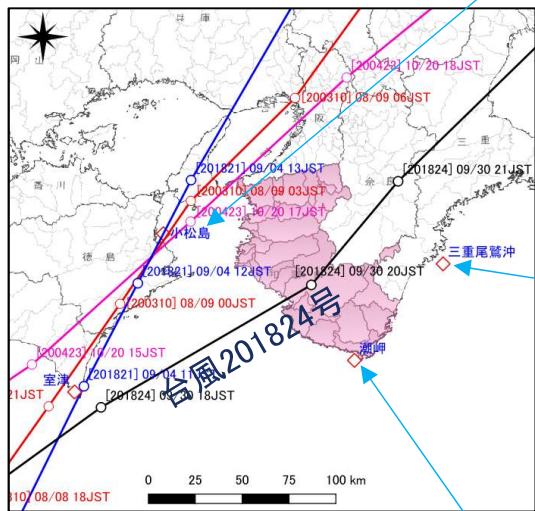 兵庫
岡山
[200423] 10/20 18JST
[200310] 08/09 06JST
大阪
三重
[201821] 09/04 13JST
奈良
[201824] 09/30 21JST
香川
[200310] 08/09 03JST
[200423] 10/20 17JST
小松島
徳島
三重尾鷲沖
[201821] 09/04 12JST
[201824] 09/30 20JST
[200310] 08/09 00JST
台風201824号
潮岬
[200423] 10/20 15JST
室津
[201821] 09/04 11
21JST
[201824] 09/30 18JST
310] 08/08 18JST
0 25 50 75 100 km